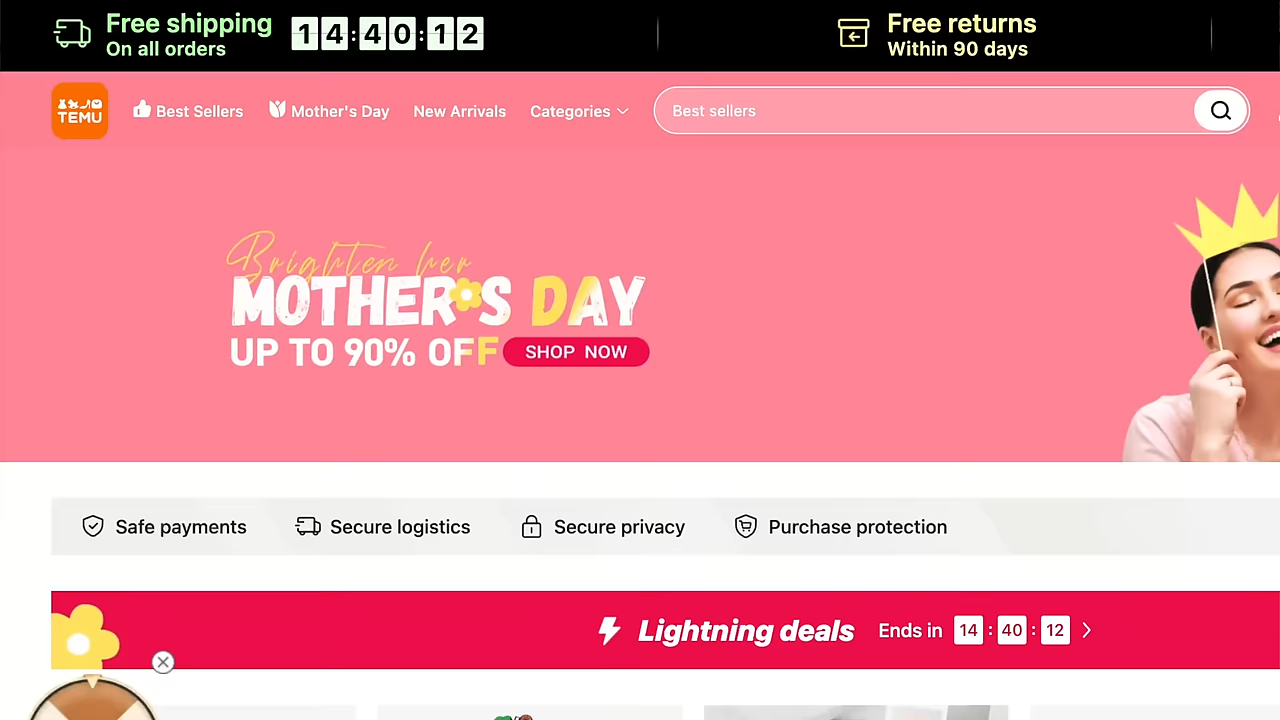 Free shipping
On all orders
14:40:12
Free returns
Within 90 days
TEMU
Best Sellers
Mother's Day
New Arrivals
Categories
Best sellers
Brighten her
MOTHER'S DAY
UP TO 90% OFF
SHOP NOW
Safe payments
Secure logistics
Secure privacy
Purchase protection
Lightning deals
Ends in 14:40:12